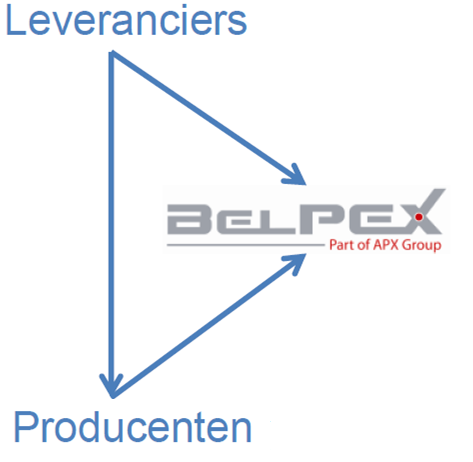 Leveranciers
BELPEX
Part of APX Group
Producenten